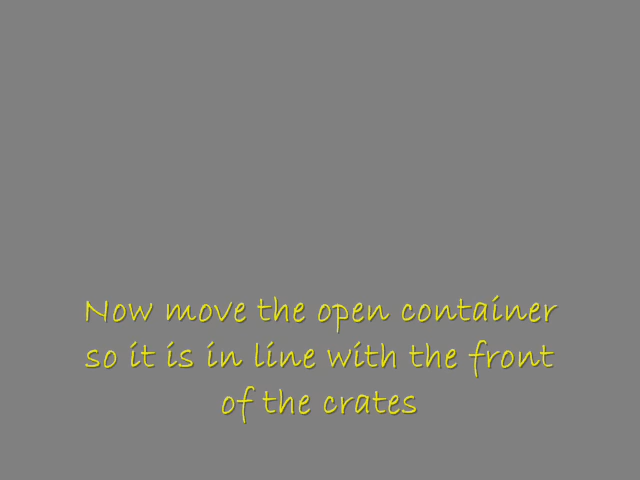 Now move the open container
so it is in line with the front
of the crates